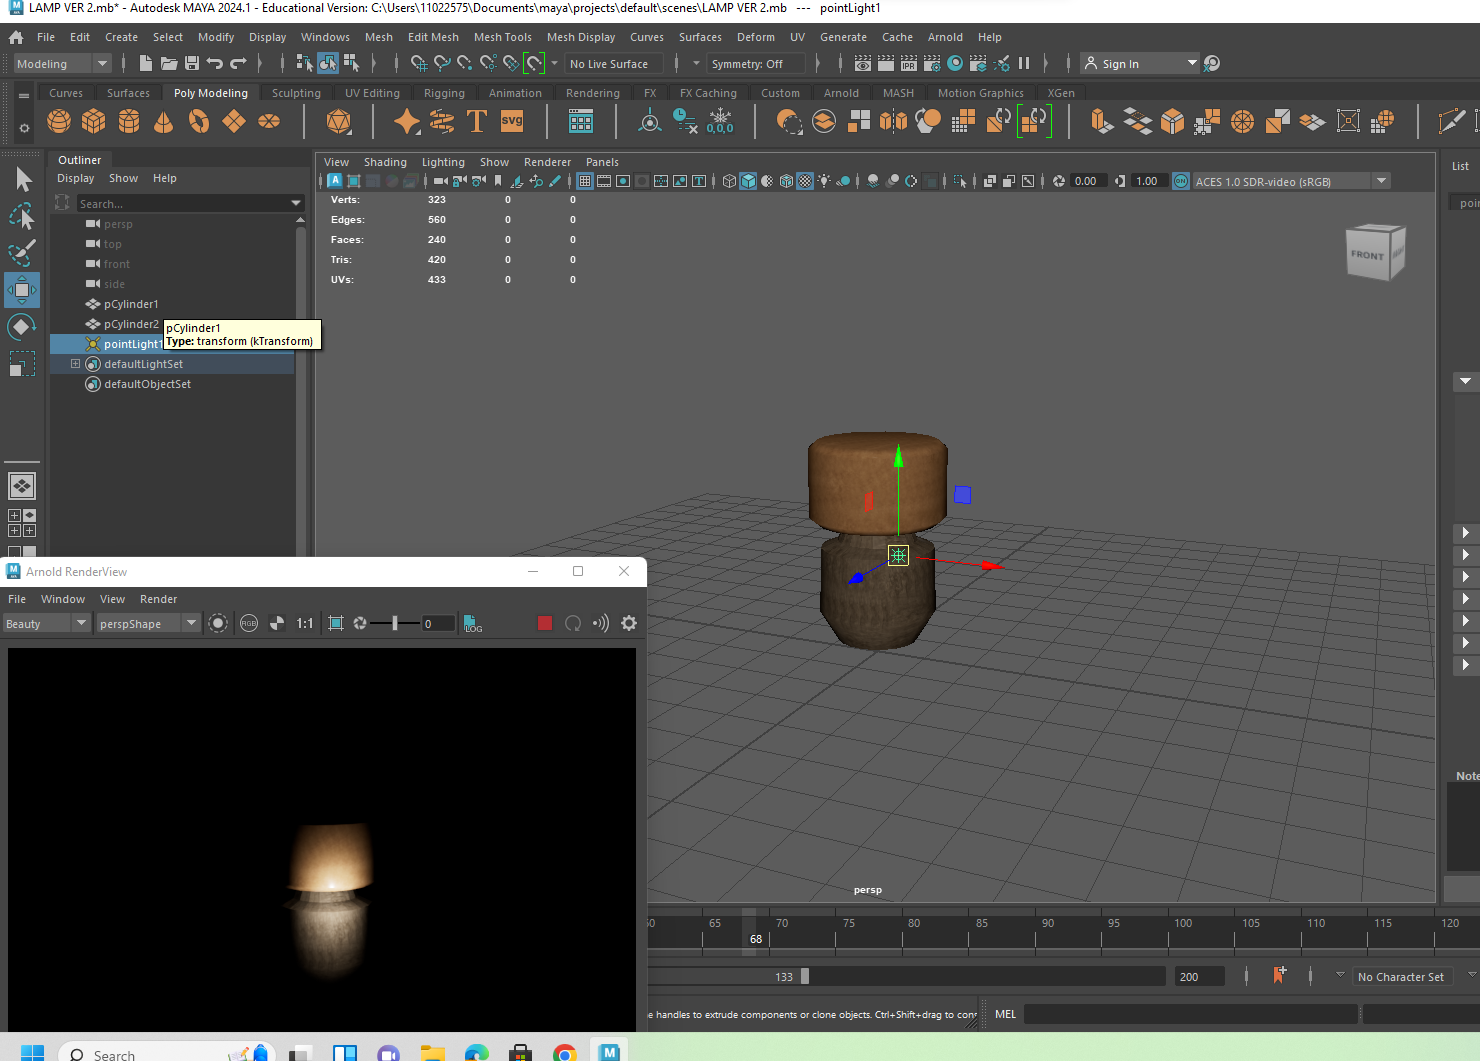 LAMP VER 2.mb* - Autodesk MAYA 2024.1 - Educational Version: C:\Users\11022575\Documents\maya\projects\default\scenes\LAMP VER 2.mb --- pointLight1
File Edit Create Select Modify Display Windows Mesh Edit Mesh Mesh Tools Mesh Display Curves Surfaces Deform UV Generate Cache Arnold Help
Modeling No Live Surface Symmetry: Off IPR Sign In
Curves Surfaces Poly Modeling Sculpting UV Editing Rigging Animation Rendering FX FX Caching Custom Arnold MASH Motion Graphics XGen
T SVG 0,0,0
Outliner
Display Show Help
Search...
persp
top
front
side
pCylinder1
pCylinder2
pointLight1
defaultLightSet
defaultObjectSet
pCylinder1
Type: transform (kTransform)
View Shading Lighting Show Renderer Panels
0.00 1.00 ON ACES 1.0 SDR-video (sRGB)
Verts: 323 0 0
Edges: 560 0 0
Faces: 240 0 0
Tris: 420 0 0
UVs: 433 0 0
FRONT
persp
List
poin
Note
Arnold RenderView
File Window View Render
Beauty perspShape RGB 1:1 0 LOG
65 70 75 80 85 90 95 100 105 110 115 120
68
133 200 No Character Set
e handles to extrude components or clone objects. Ctrl+Shift+drag to con MEL
Search